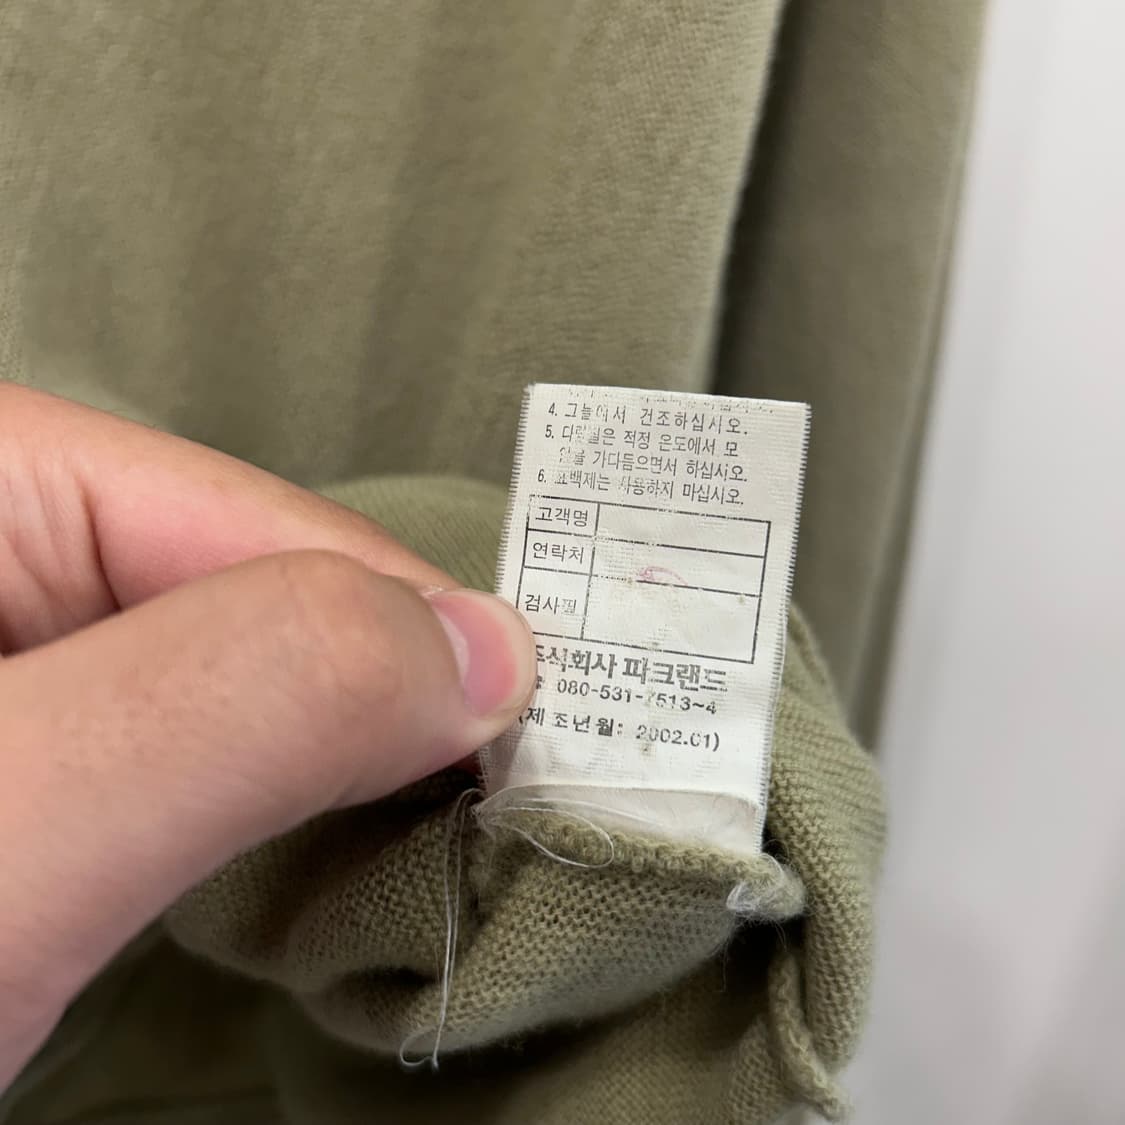 4. 그늘에서 건조하십시오.
5. 다림질은 적정 온도에서 모
양을 가다듬으면서 하십시오.
6. 표백제는 사용하지 마십시오.
고객명
연락처
검사필
주식회사 파크랜드
080-531-7513~4
(제조년월: 2002.01)